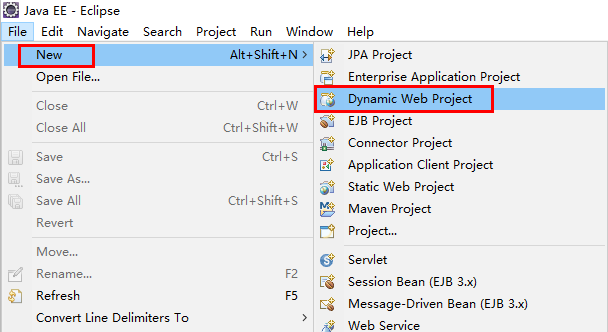 Java EE - Eclipse
File Edit Navigate Search Project Run Window Help
New Alt+Shift+N >
Open File...
Close Ctrl+W
Close All Ctrl+Shift+W
Save Ctrl+S
Save As...
Save All Ctrl+Shift+S
Revert
Move...
Rename... F2
Refresh F5
Convert Line Delimiters To >
JPA Project
Enterprise Application Project
Dynamic Web Project
EJB Project
Connector Project
Application Client Project
Static Web Project
Maven Project
Project...
Servlet
Session Bean (EJB 3.x)
Message-Driven Bean (EJB 3.x)
Web Service